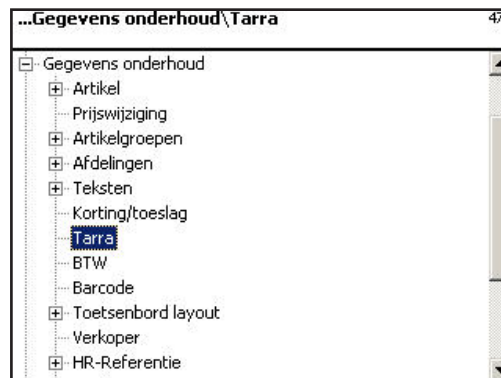 ...Gegevens onderhoud\Tarra 47
Gegevens onderhoud
Artikel
Prijswijziging
Artikelgroepen
Afdelingen
Teksten
Korting/toeslag
Tarra
BTW
Barcode
Toetsenbord layout
Verkoper
HR-Referentie